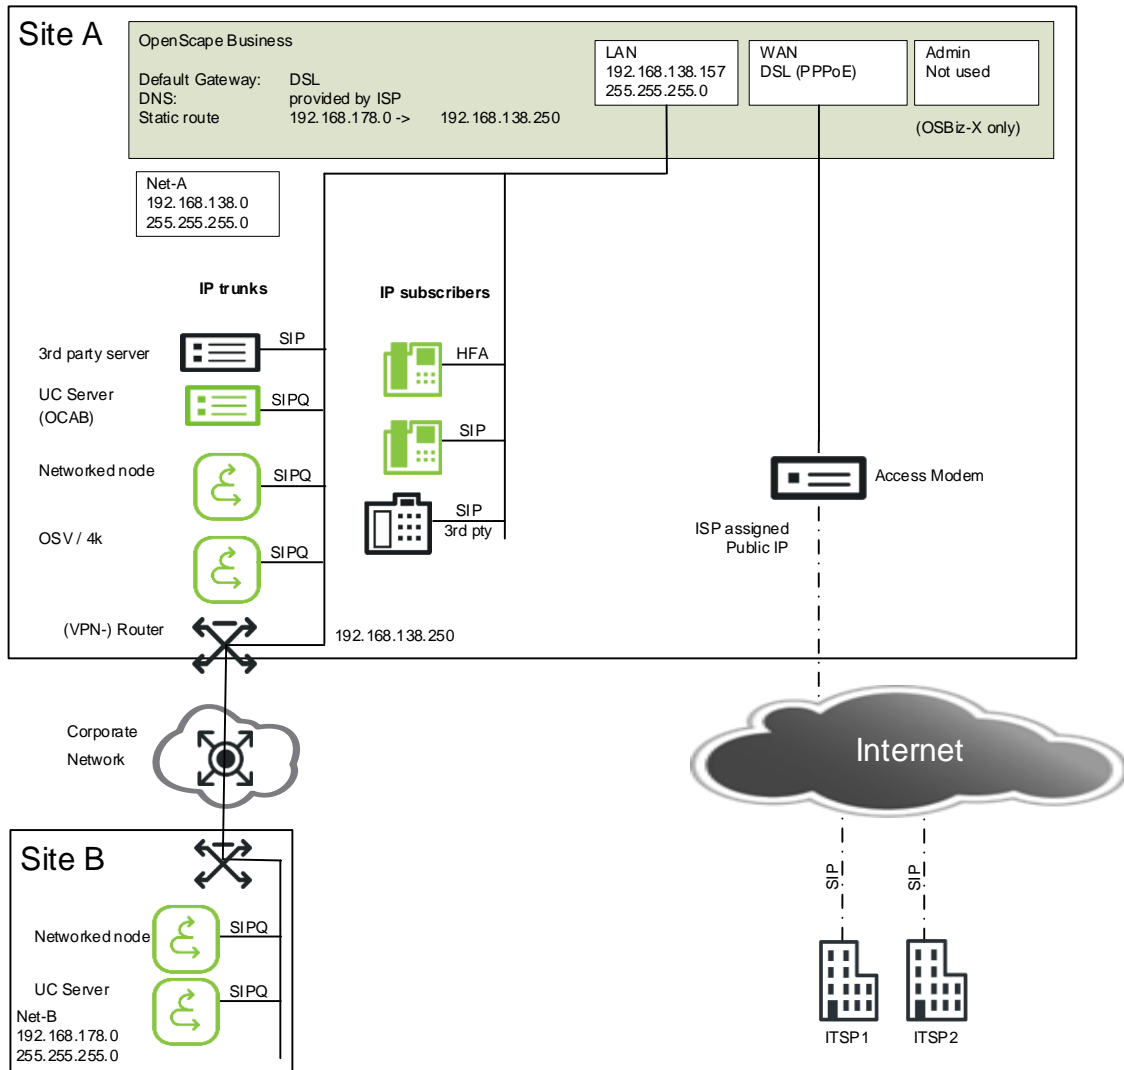 Site A
OpenScape Business
Default Gateway: DSL
DNS: provided by ISP
Static route 192.168.178.0 -> 192.168.138.250
LAN
192.168.138.157
255.255.255.0
WAN
DSL (PPPoE)
Admin
Not used
(OSBiz-X only)
Net-A
192.168.138.0
255.255.255.0
IP trunks
3rd party server
SIP
UC Server
(OCAB)
SIPQ
Networked node
SIPQ
OSV / 4k
SIPQ
(VPN-) Router
192.168.138.250
IP subscribers
HFA
SIP
SIP
3rd pty
Access Modem
ISP assigned
Public IP
Corporate
Network
Internet
SIP
SIP
ITSP1
ITSP2
Site B
Networked node
SIPQ
UC Server
SIPQ
Net-B
192.168.178.0
255.255.255.0